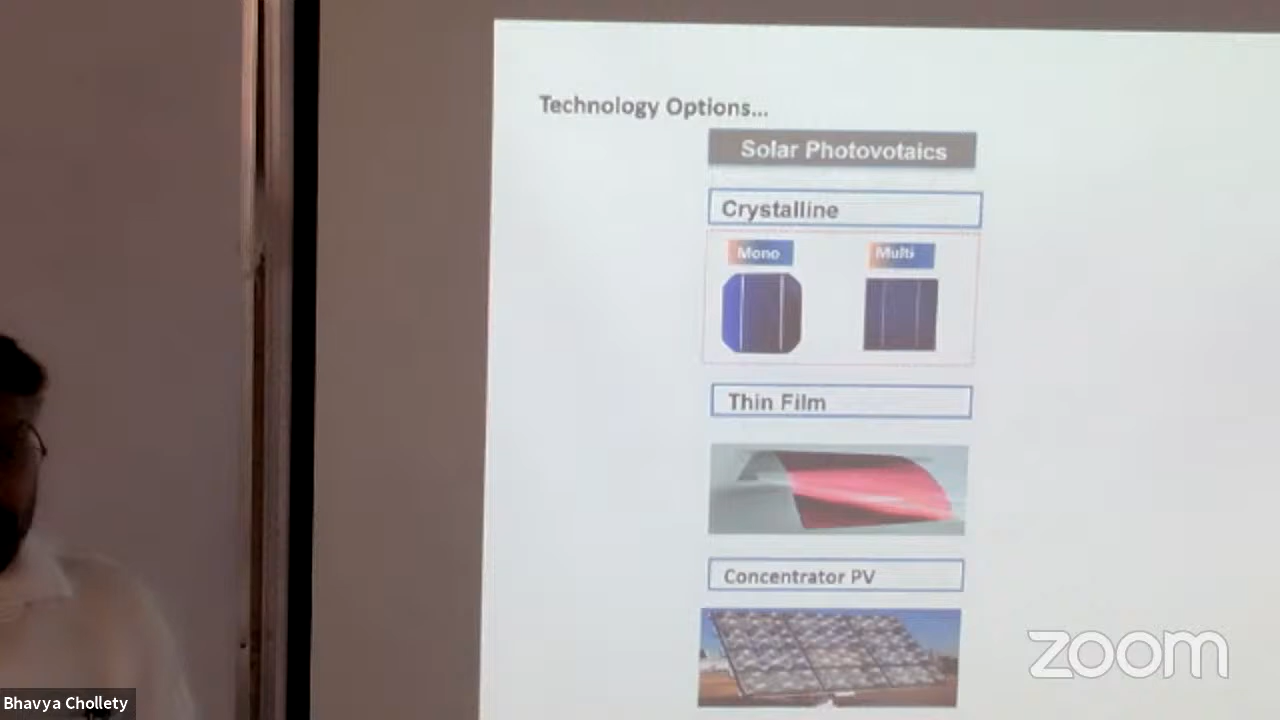 Technology Options...
Solar Photovotaics
Crystalline
Mono
Multi
Thin Film
Concentrator PV
zoom
Bhavya Chollety